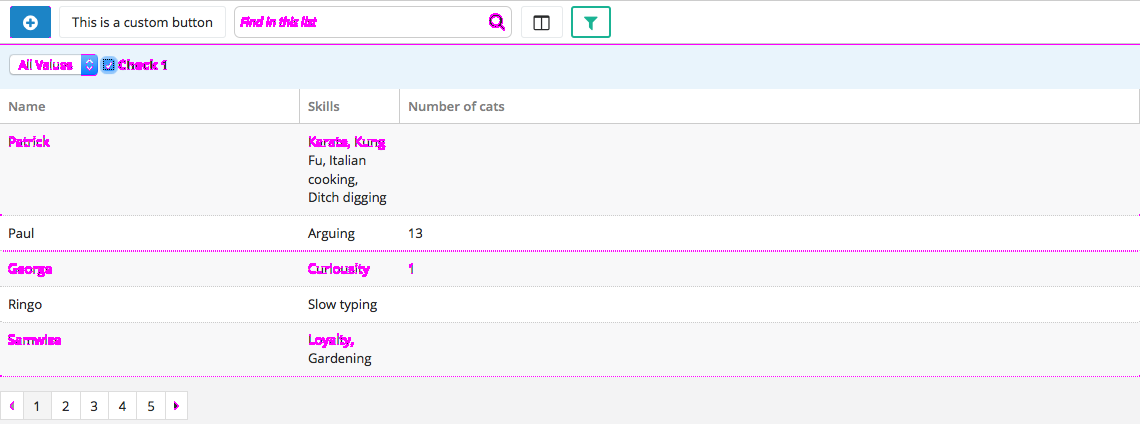 This is a custom button Find in this list
All Values Check 1
Name Skills Number of cats
Patrick Karate, Kung
Fu, Italian
cooking,
Ditch digging
Paul Arguing 13
George Curiousity 1
Ringo Slow typing
Samwise Loyalty,
Gardening
1 2 3 4 5